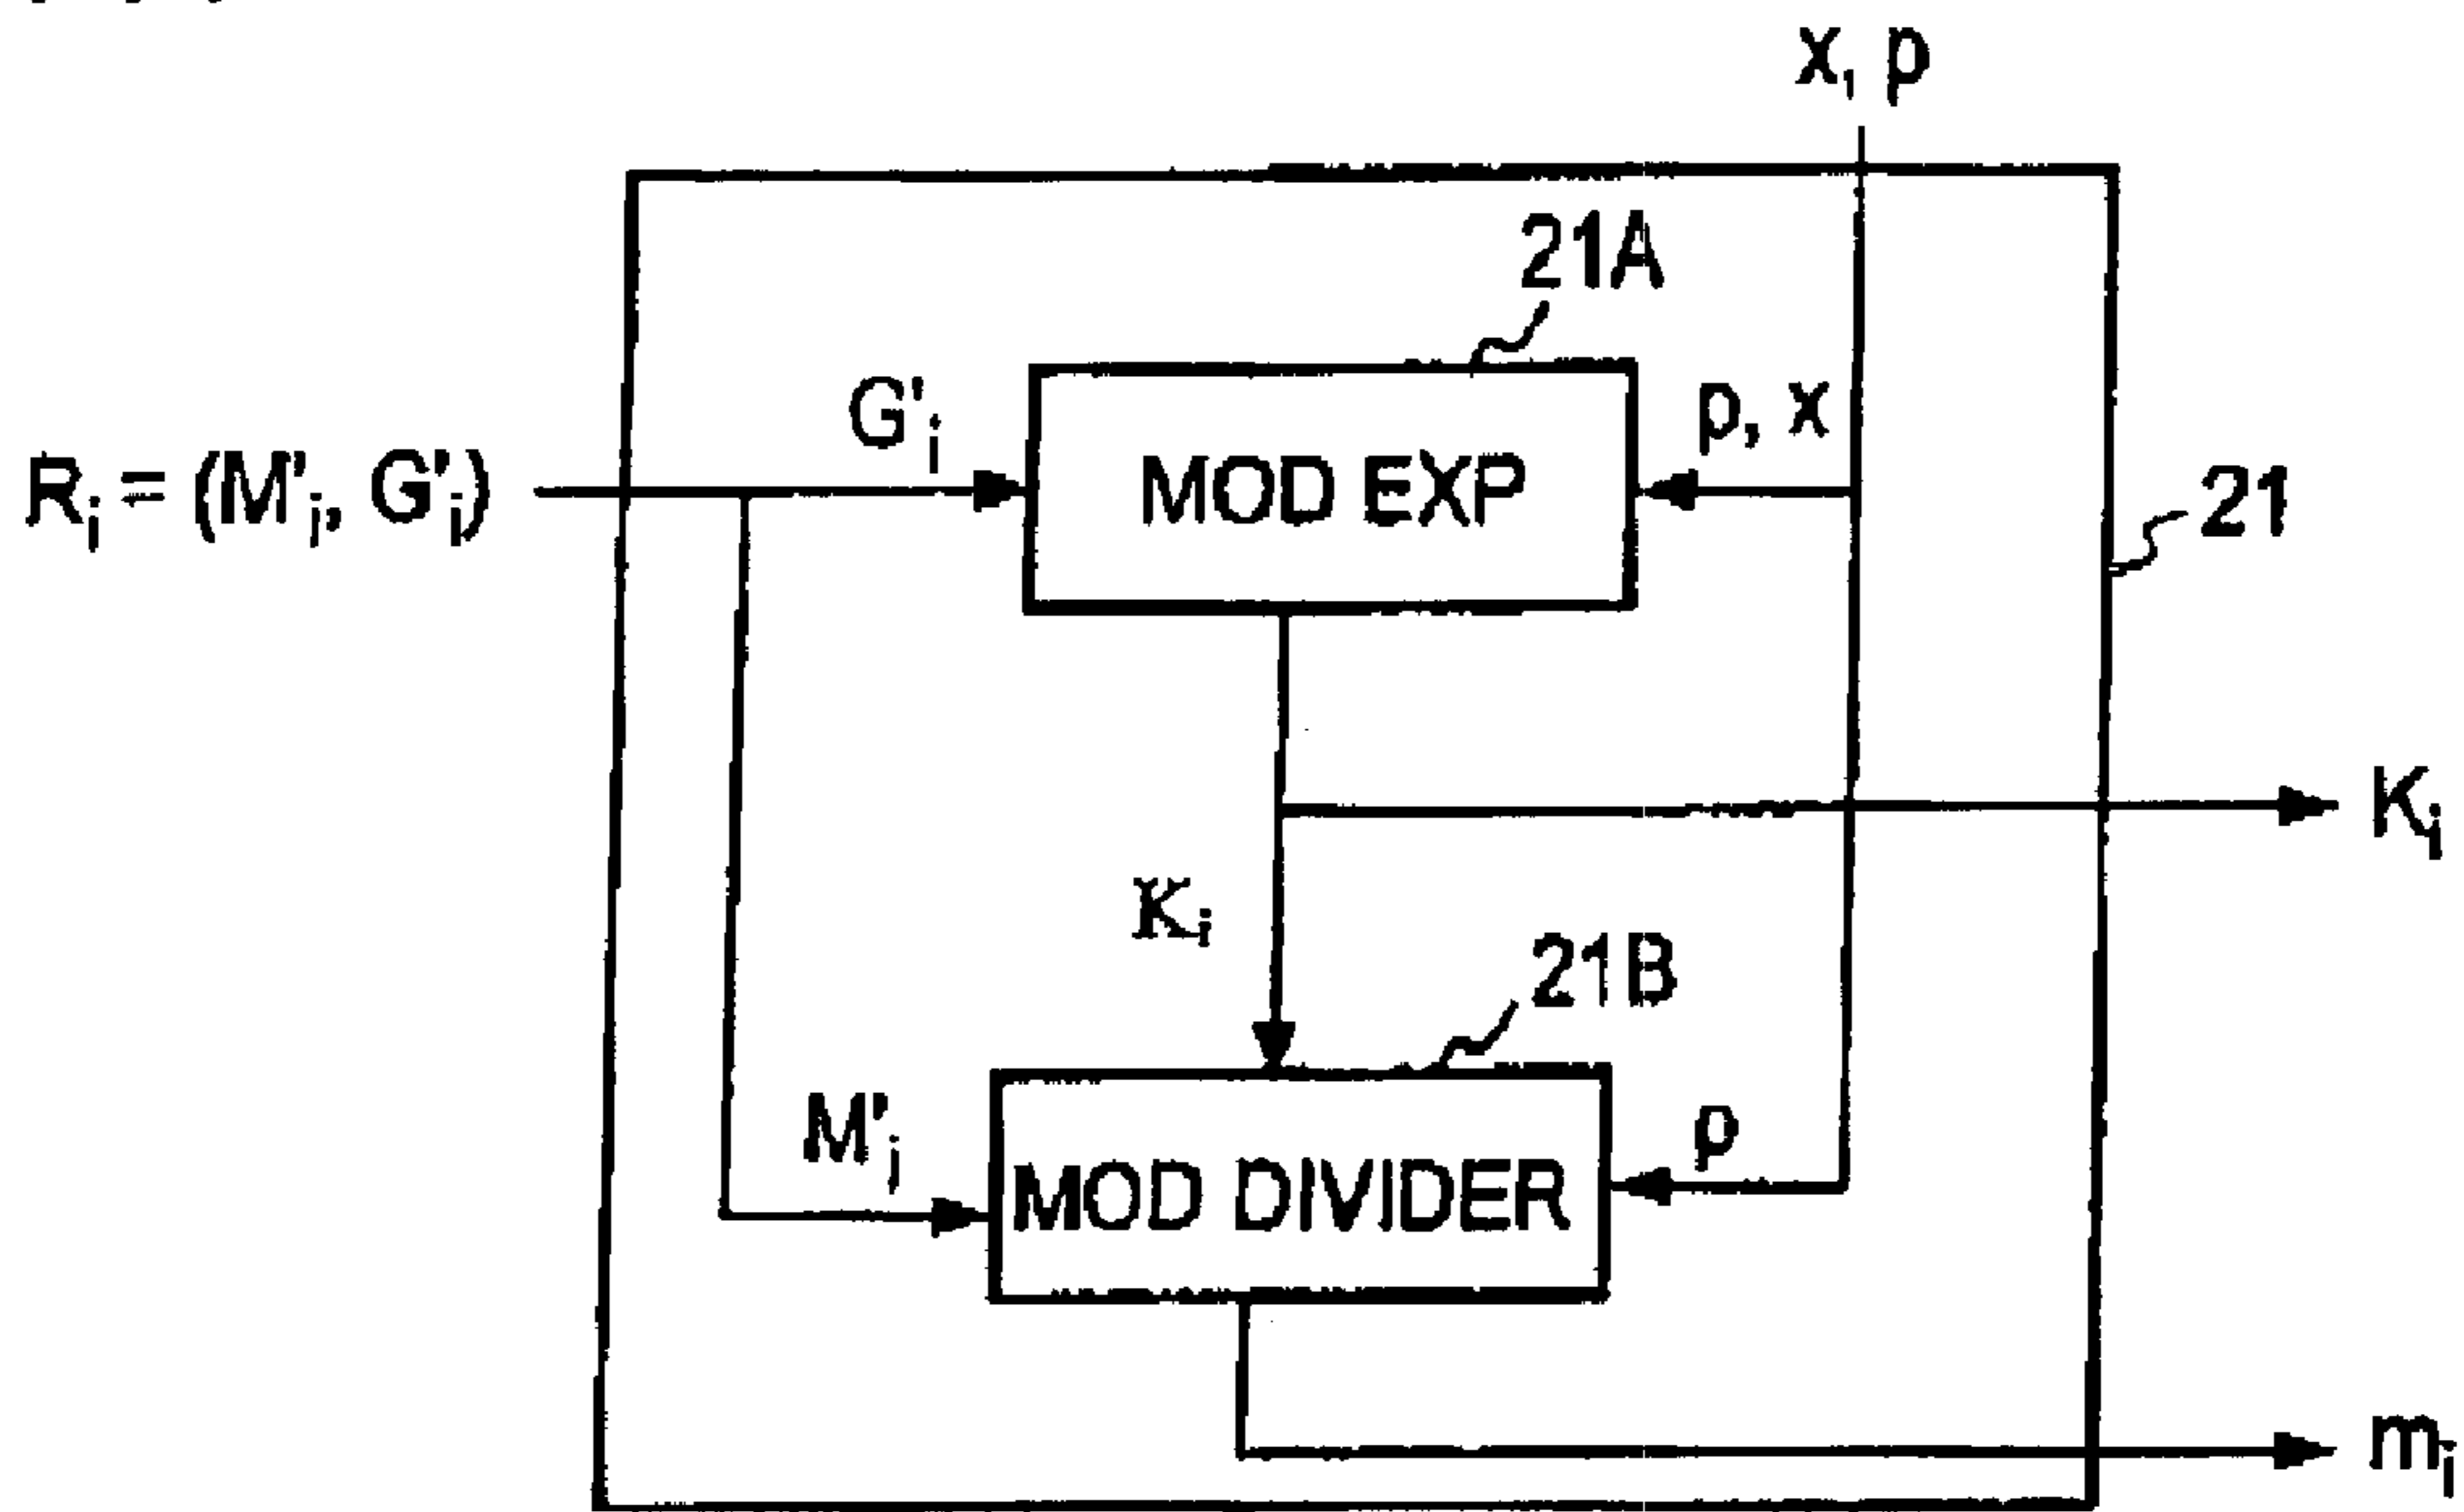 x, p
21A
G'i
p, x
MOD EXP
Ri = (M'i, G'i)
21
Ki
Ki
21B
M'i
p
MOD DIVIDER
mi